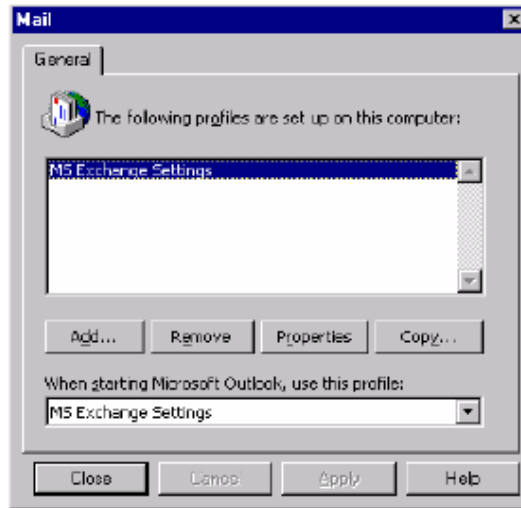 Mail
General
The following profiles are set up on this computer:
MS Exchange Settings
Add...
Remove
Properties
Copy...
When starting Microsoft Outlook, use this profile:
MS Exchange Settings
Close
Cancel
Apply
Help